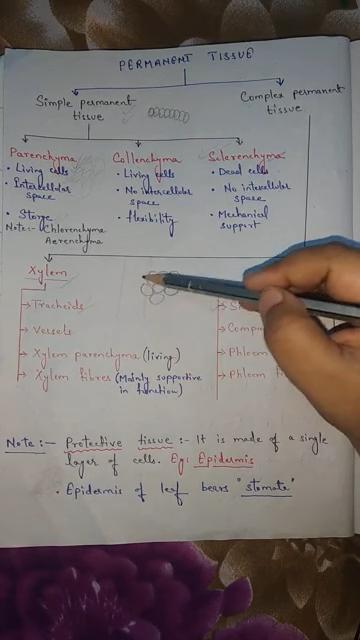 PERMANENT TISSUE
Simple permanent tissue
Complex permanent tissue
Parenchyma
• Living cells
• Intercellular space
• Storge
Note:- Chlorenchyma
Aerenchyma
Collenchyma
• Living cells
• No intercellular space
• flexibility
Sclerenchyma
• Dead cells
• No intercellular space
• Mechanical support
Xylem
→ Tracheids
→ Vessels
→ Xylem parenchyma (living)
→ Xylem fibres (Mainly supportive in function)
→ Phloem
→ Phloem
Note :- Protective tissue :- It is made of a single
layer of cells. Eg: Epidermis
• Epidermis of leaf bears "stomata"